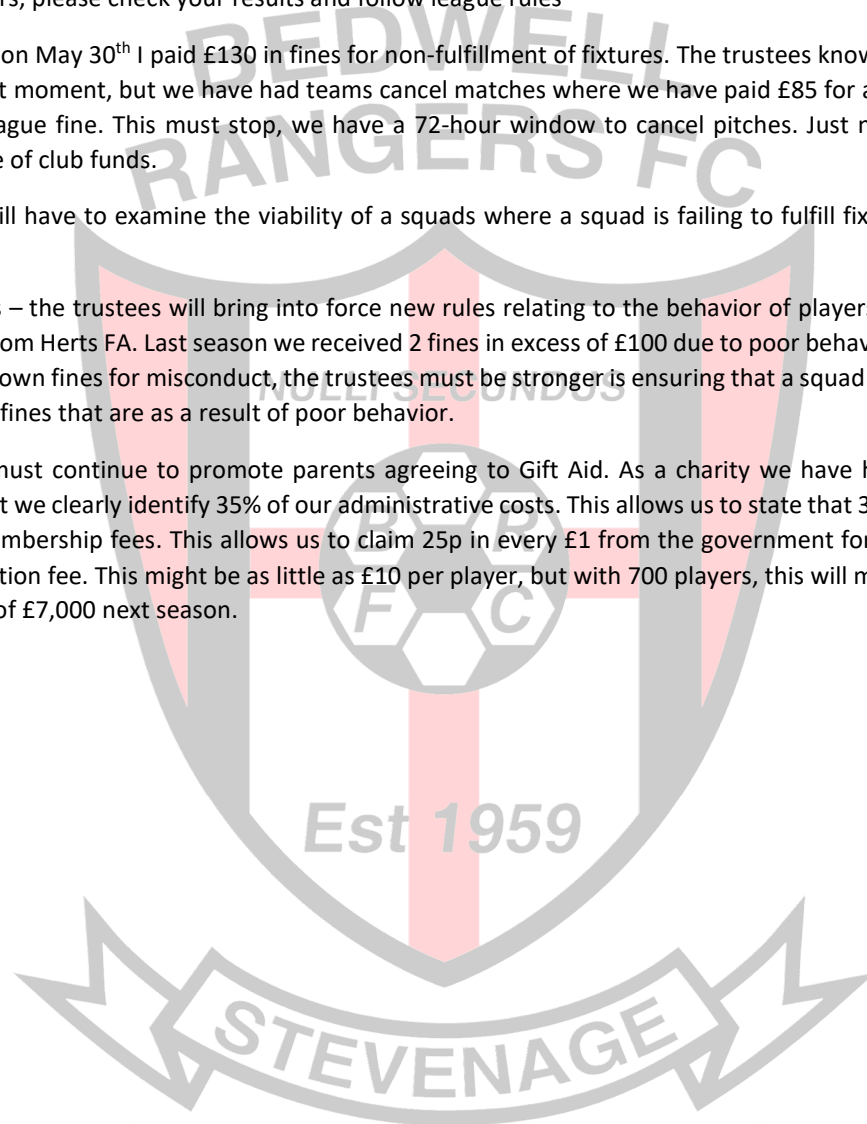 rs, please check your results and follow league rules
BEDWELL
RANGERS FC
on May 30th I paid £130 in fines for non-fulfillment of fixtures. The trustees know
t moment, but we have had teams cancel matches where we have paid £85 for a
ague fine. This must stop, we have a 72-hour window to cancel pitches. Just n
e of club funds.
ill have to examine the viability of a squads where a squad is failing to fulfill fix
s – the trustees will bring into force new rules relating to the behavior of player
om Herts FA. Last season we received 2 fines in excess of £100 due to poor behav
own fines for misconduct, the trustees must be stronger is ensuring that a squad
NULLI SECUNDUS
fines that are as a result of poor behavior.
must continue to promote parents agreeing to Gift Aid. As a charity we have h
t we clearly identify 35% of our administrative costs. This allows us to state that 3
mbership fees. This allows us to claim 25p in every £1 from the government for
tion fee. This might be as little as £10 per player, but with 700 players, this will m
of £7,000 next season.
B R
F C
Est 1959
STEVENAGE